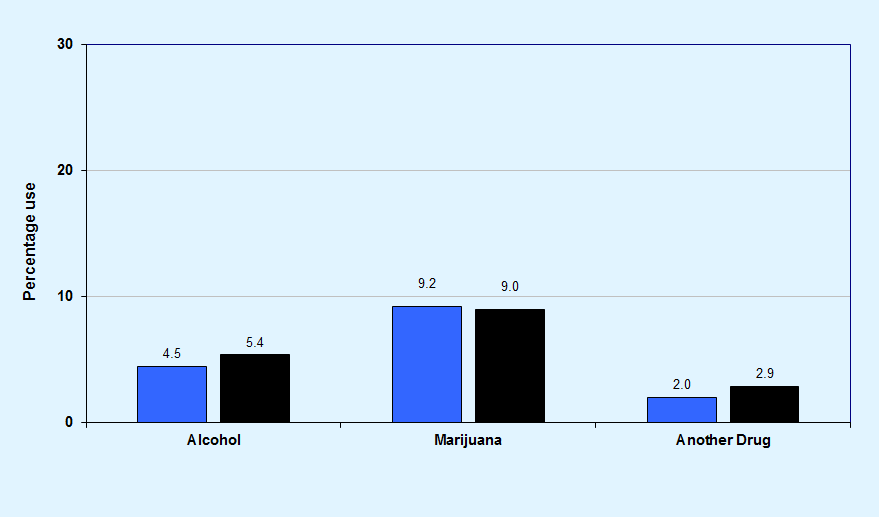 30
20
10
0
Percentage use
4.5
5.4
9.2
9.0
2.0
2.9
Alcohol
Marijuana
Another Drug